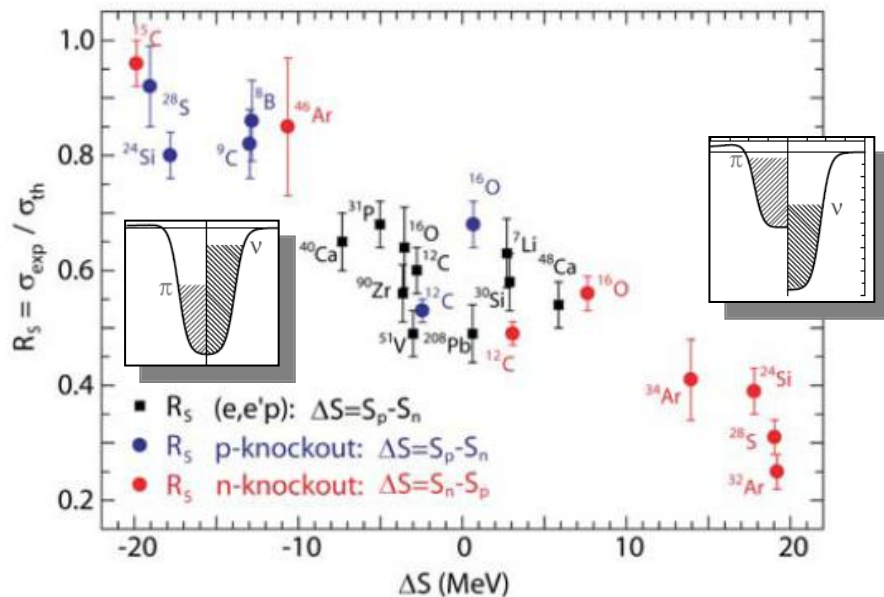 1.0
0.8
0.6
0.4
0.2
R_S = σ_exp / σ_th
¹⁵C
²⁸S
²⁴Si
⁸B
⁹C
⁴⁶Ar
¹⁶O
³¹P
¹⁶O
⁴⁰Ca
¹²C
⁹⁰Zr
¹²C
⁵¹V
²⁰⁸Pb
⁷Li
³⁰Si
⁴⁸Ca
¹⁶O
¹²C
³⁴Ar
²⁴Si
²⁸S
³²Ar
π
ν
π
ν
R_S (e,e'p): ΔS=S_p-S_n
R_S p-knockout: ΔS=S_p-S_n
R_S n-knockout: ΔS=S_n-S_p
-20 -10 0 10 20
ΔS (MeV)